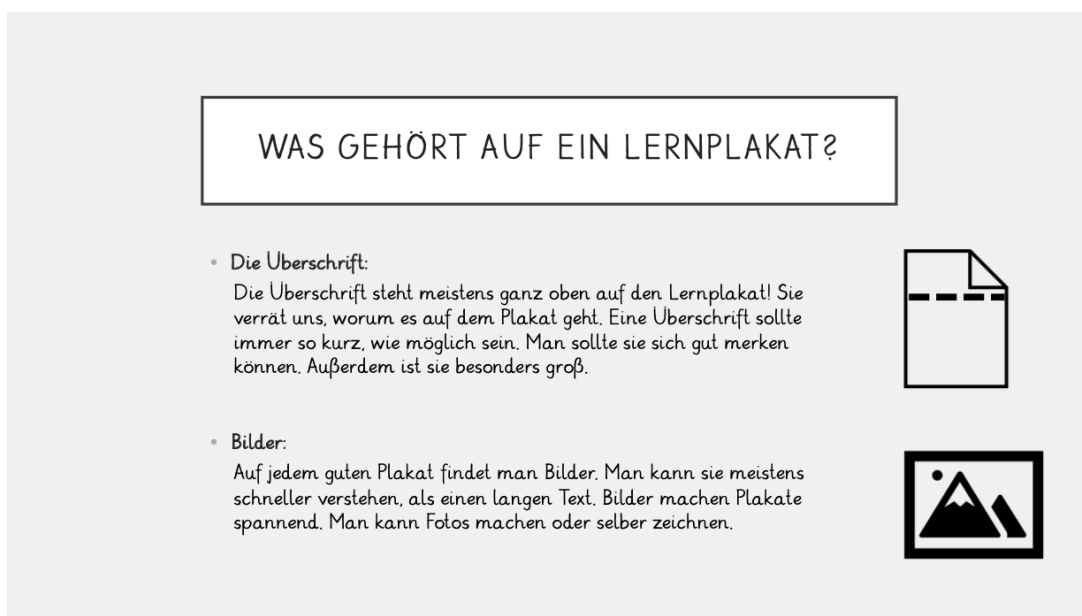 WAS GEHÖRT AUF EIN LERNPLAKAT?
• Die Überschrift:
Die Überschrift steht meistens ganz oben auf den Lernplakat! Sie
verrät uns, worum es auf dem Plakat geht. Eine Überschrift sollte
immer so kurz, wie möglich sein. Man sollte sie sich gut merken
können. Außerdem ist sie besonders groß.
• Bilder:
Auf jedem guten Plakat findet man Bilder. Man kann sie meistens
schneller verstehen, als einen langen Text. Bilder machen Plakate
spannend. Man kann Fotos machen oder selber zeichnen.